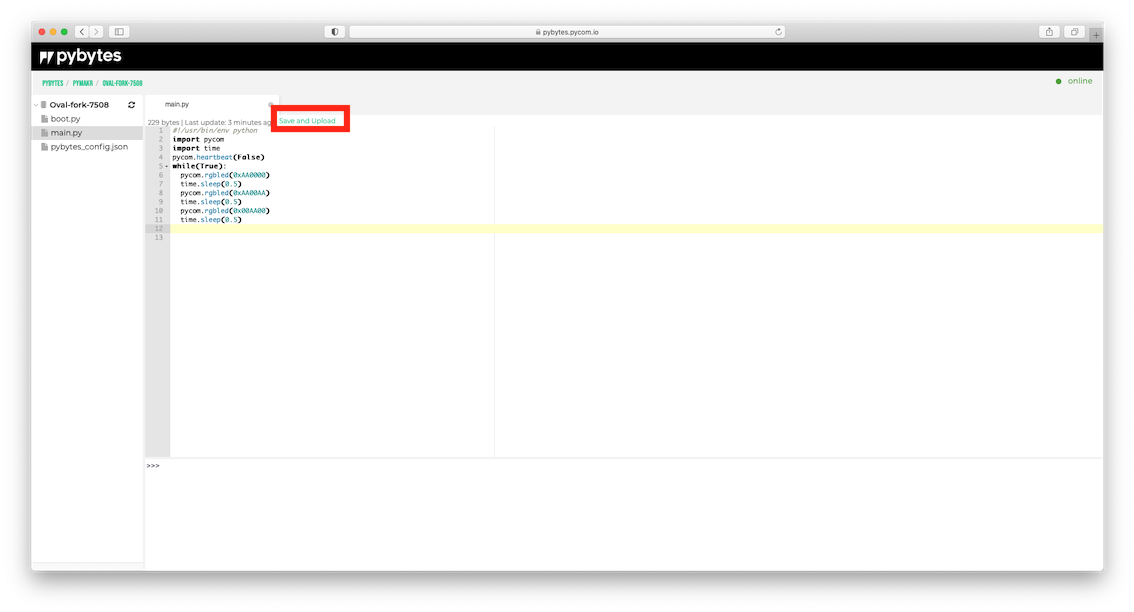 pybytes.pycom.io
pybytes
PYBYTES / PYMAKR / OVAL-FORK-7508
online
Oval-fork-7508
boot.py
main.py
pybytes_config.json
main.py
229 bytes | Last update: 3 minutes ag
Save and Upload
1 #!/usr/bin/env python
2 import pycom
3 import time
4 pycom.heartbeat(False)
5 while(True):
6 pycom.rgbled(0xAA0000)
7 time.sleep(0.5)
8 pycom.rgbled(0xAA00AA)
9 time.sleep(0.5)
10 pycom.rgbled(0x00AA00)
11 time.sleep(0.5)
12
13
>>>